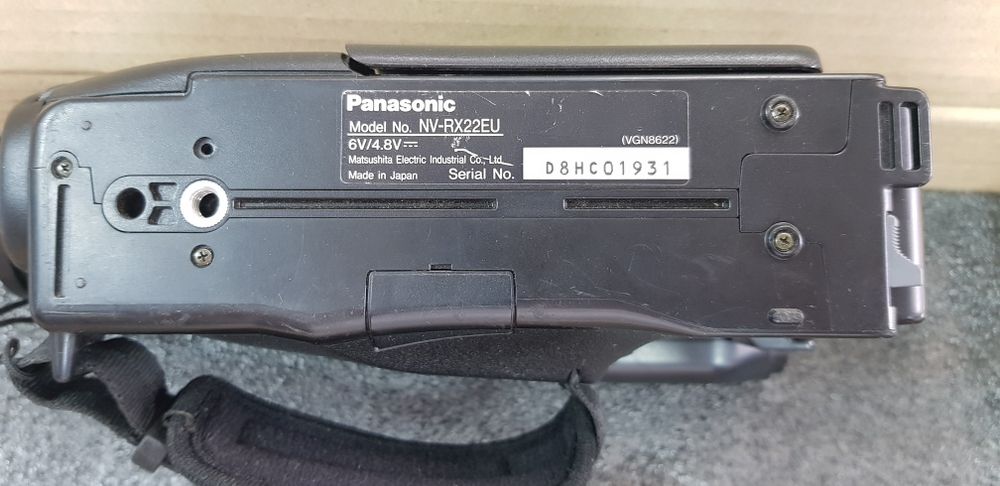 Panasonic
Model No. NV-RX22EU
6V/4.8V⎓ (VGN8622)
Matsushita Electric Industrial Co., Ltd.
Made in Japan Serial No. D8HC01931